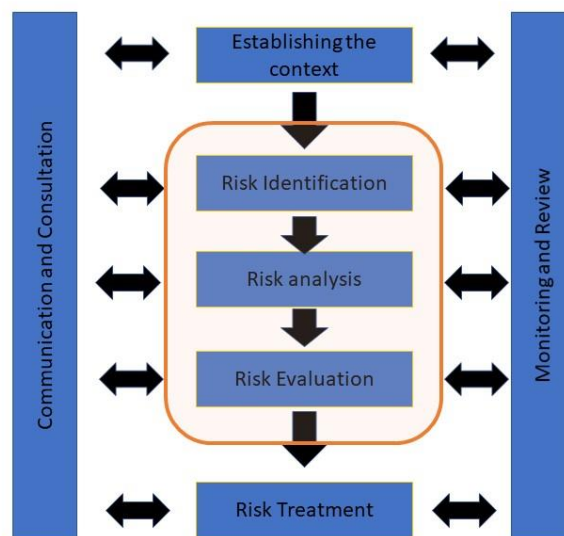 Establishing the
context
Communication and Consultation
Risk Identification
Risk analysis
Risk Evaluation
Risk Treatment
Monitoring and Review